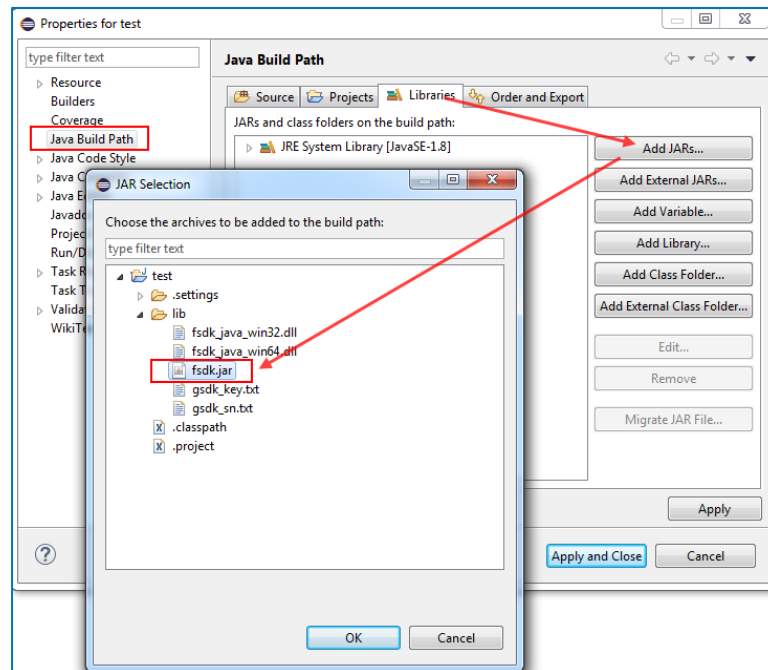 Properties for test
type filter text
Resource
Builders
Coverage
Java Build Path
Java Code Style
Java C
Java E
Javado
Projec
Run/D
Task R
Task T
Valida
WikiTe
Java Build Path
Source Projects Libraries Order and Export
JARs and class folders on the build path:
JRE System Library [JavaSE-1.8]
Add JARs...
Add External JARs...
Add Variable...
Add Library...
Add Class Folder...
Add External Class Folder...
Edit...
Remove
Migrate JAR File...
Apply
Apply and Close Cancel
JAR Selection
Choose the archives to be added to the build path:
type filter text
test
.settings
lib
fsdk_java_win32.dll
fsdk_java_win64.dll
fsdk.jar
gsdk_key.txt
gsdk_sn.txt
.classpath
.project
OK Cancel